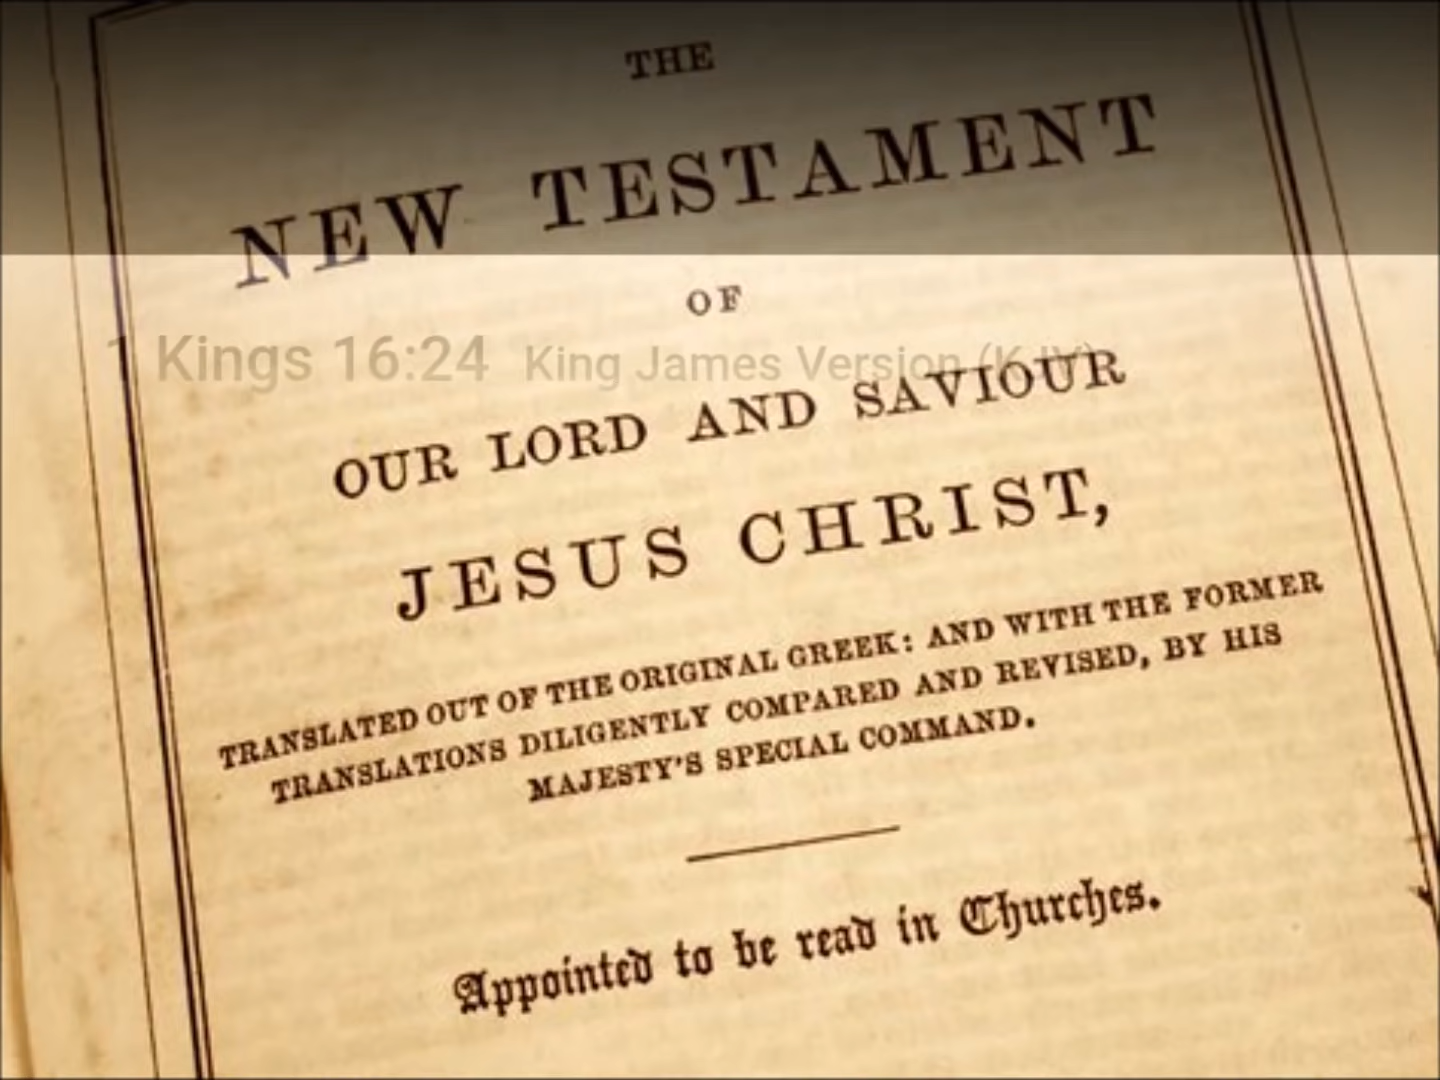 THE
NEW TESTAMENT
OF
1 Kings 16:24 King James Version (KJV)
OUR LORD AND SAVIOUR
JESUS CHRIST,
TRANSLATED OUT OF THE ORIGINAL GREEK: AND WITH THE FORMER
TRANSLATIONS DILIGENTLY COMPARED AND REVISED, BY HIS
MAJESTY'S SPECIAL COMMAND.
Appointed to be read in Churches.